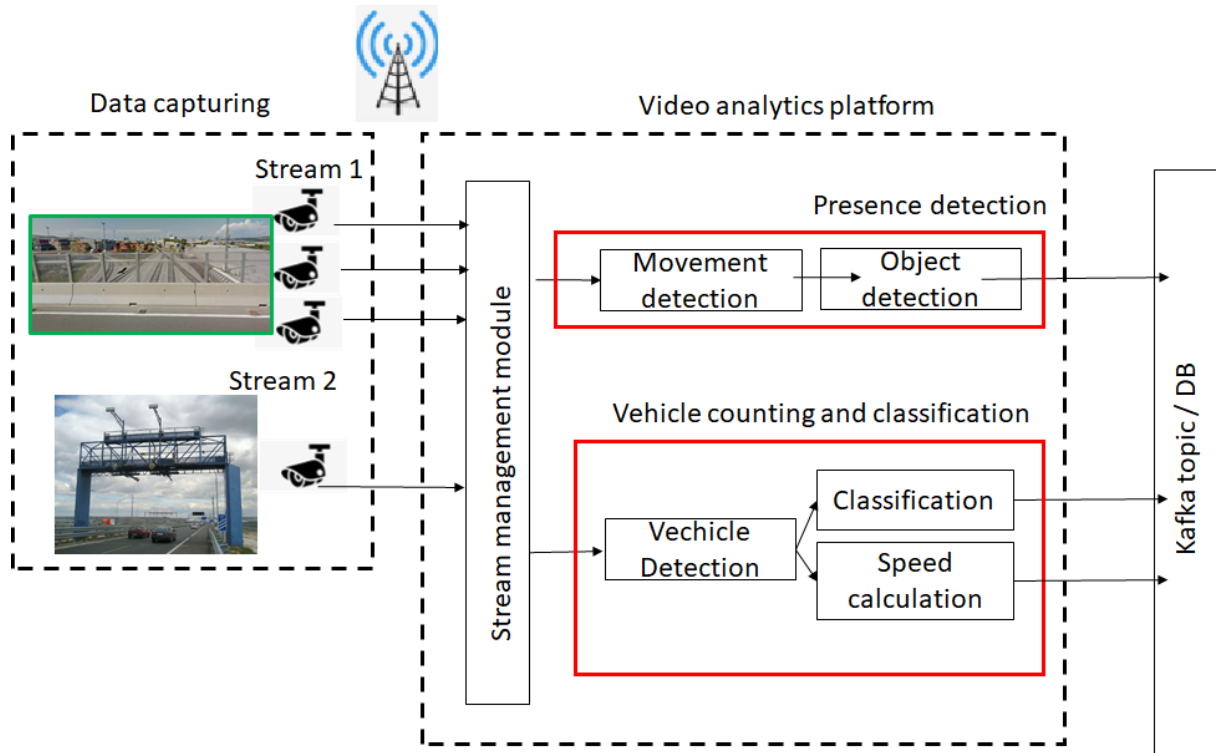 Data capturing
Video analytics platform
Stream 1
Presence detection
Movement
detection
Object
detection
Stream 2
Stream management module
Vehicle counting and classification
Vechicle
Detection
Classification
Speed
calculation
Kafka topic / DB